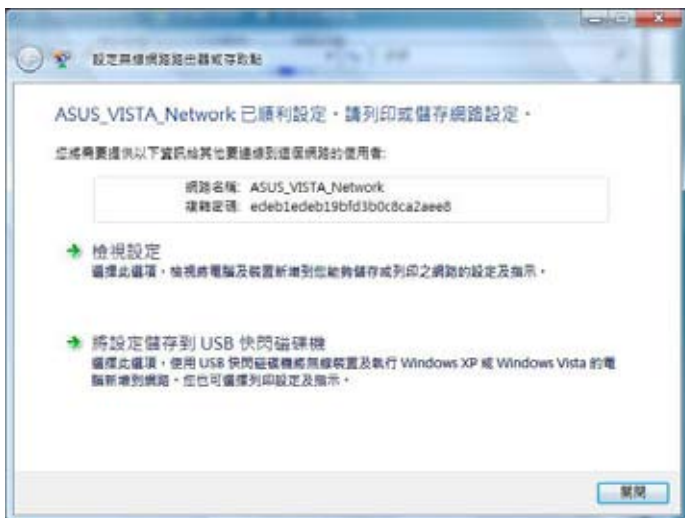 設定無線網路路由器或存取點
ASUS_VISTA_Network 已順利設定。請列印或儲存網路設定。
您將需要提供以下資訊給其他要連線到這個網路的使用者:
網路名稱: ASUS_VISTA_Network
複雜密碼: edeb1edeb19bfd3b0c8ca2aee8
檢視設定
選擇此選項，檢視將電腦及裝置新增到您能夠儲存或列印之網路的設定及指示。
將設定儲存到 USB 快閃磁碟機
選擇此選項，使用 USB 快閃磁碟機將無線裝置及執行 Windows XP 或 Windows Vista 的電
腦新增到網路。您也可選擇列印設定及指示。
關閉